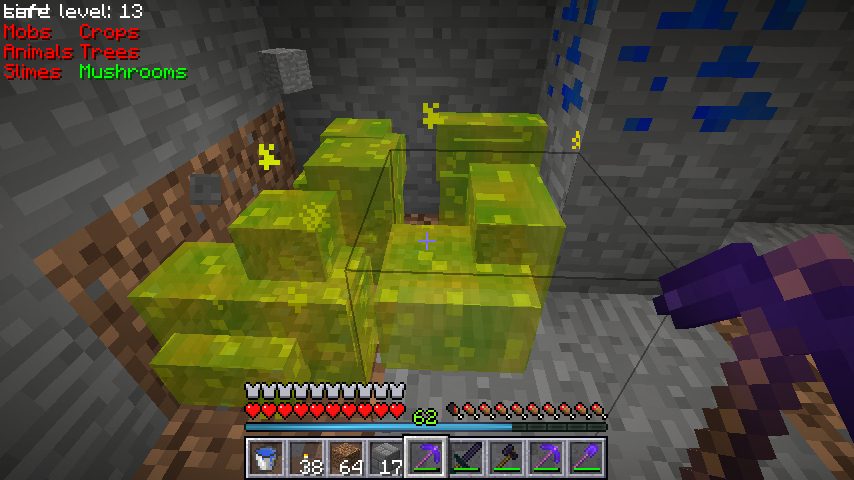 level: 13
Mobs Crops
Animals Trees
Slimes Mushrooms
62
38 64 17